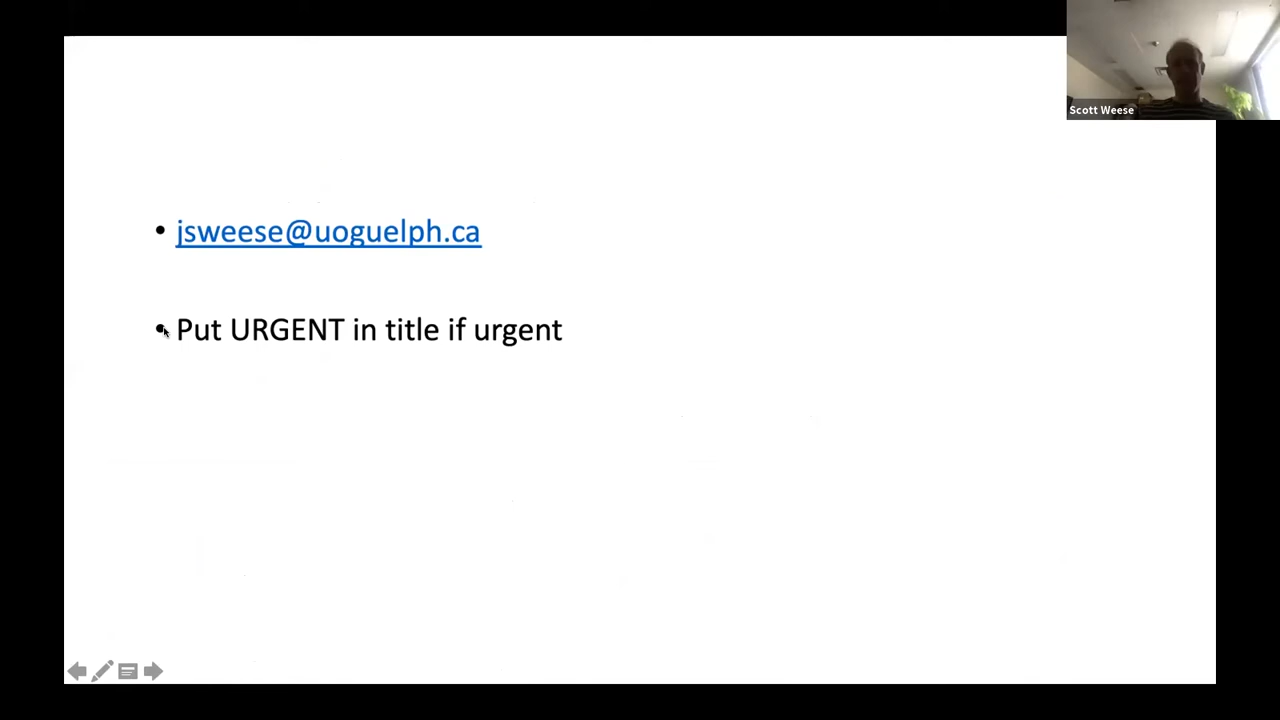 Scott Weese
• jsweese@uoguelph.ca
• Put URGENT in title if urgent